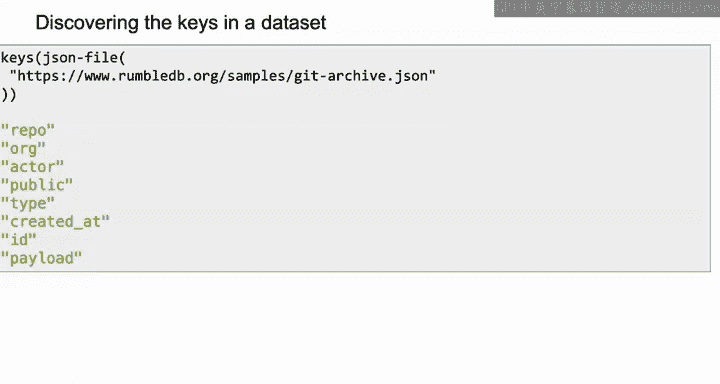 Discovering the keys in a dataset
keys(json-file(
"https://www.rumbledb.org/samples/git-archive.json"
))
"repo"
"org"
"actor"
"public"
"type"
"created_at"
"id"
"payload"